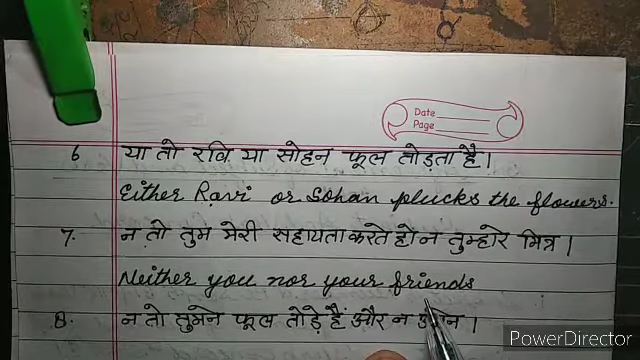 Date
Page
6 या तो रवि या सोहन फूल तोड़ता है।
Either Ravi or Sohan plucks the flowers.
7. न तो तुम मेरी सहायता करते हो न तुम्हारे मित्र।
Neither you nor your friends
8. न तो तुमने फूल तोड़े है और न
PowerDirector